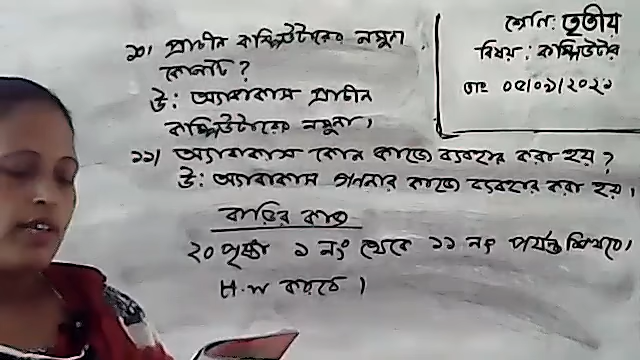 শ্রেণি: তৃতীয়
বিষয়: কম্পিউটার
তাং ০৫/০১/২০২১
১০। প্রাচীন কম্পিউটারের নমুনা
কোনটি?
উ: অ্যাবাকাস প্রাচীন
কম্পিউটারের নমুনা।
১১। অ্যাবাকাস কোন কাজে ব্যবহার করা হয়?
উ: অ্যাবাকাস গণনার কাজে ব্যবহার করা হয়।
বাড়ির কাজ
২০ পৃষ্ঠা ১ নং থেকে ১১ নং পর্যন্ত শিখবে।
H.W করবে।